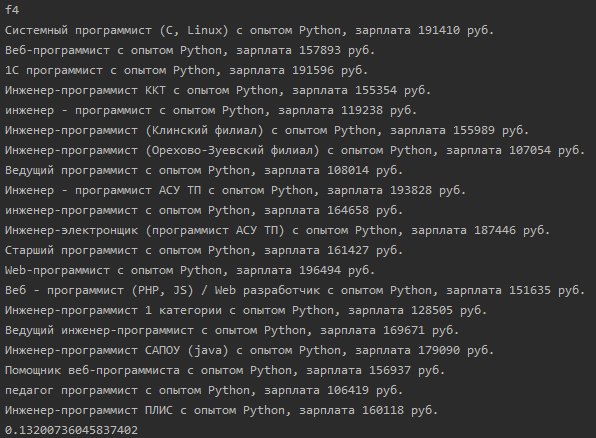 f4
Системный программист (C, Linux) с опытом Python, зарплата 191410 руб.
Веб-программист с опытом Python, зарплата 157893 руб.
1С программист с опытом Python, зарплата 191596 руб.
Инженер-программист ККТ с опытом Python, зарплата 155354 руб.
инженер - программист с опытом Python, зарплата 119238 руб.
Инженер-программист (Клинский филиал) с опытом Python, зарплата 155989 руб.
Инженер-программист (Орехово-Зуевский филиал) с опытом Python, зарплата 107054 руб.
Ведущий программист с опытом Python, зарплата 108014 руб.
Инженер - программист АСУ ТП с опытом Python, зарплата 193828 руб.
инженер-программист с опытом Python, зарплата 164658 руб.
Инженер-электронщик (программист АСУ ТП) с опытом Python, зарплата 187446 руб.
Старший программист с опытом Python, зарплата 161427 руб.
Web-программист с опытом Python, зарплата 196494 руб.
Веб - программист (PHP, JS) / Web разработчик с опытом Python, зарплата 151635 руб.
Инженер-программист 1 категории с опытом Python, зарплата 128505 руб.
Ведущий инженер-программист с опытом Python, зарплата 169671 руб.
Инженер-программист САПОУ (java) с опытом Python, зарплата 179090 руб.
Помощник веб-программиста с опытом Python, зарплата 156937 руб.
педагог программист с опытом Python, зарплата 106419 руб.
Инженер-программист ПЛИС с опытом Python, зарплата 160118 руб.
0.13200736045837402